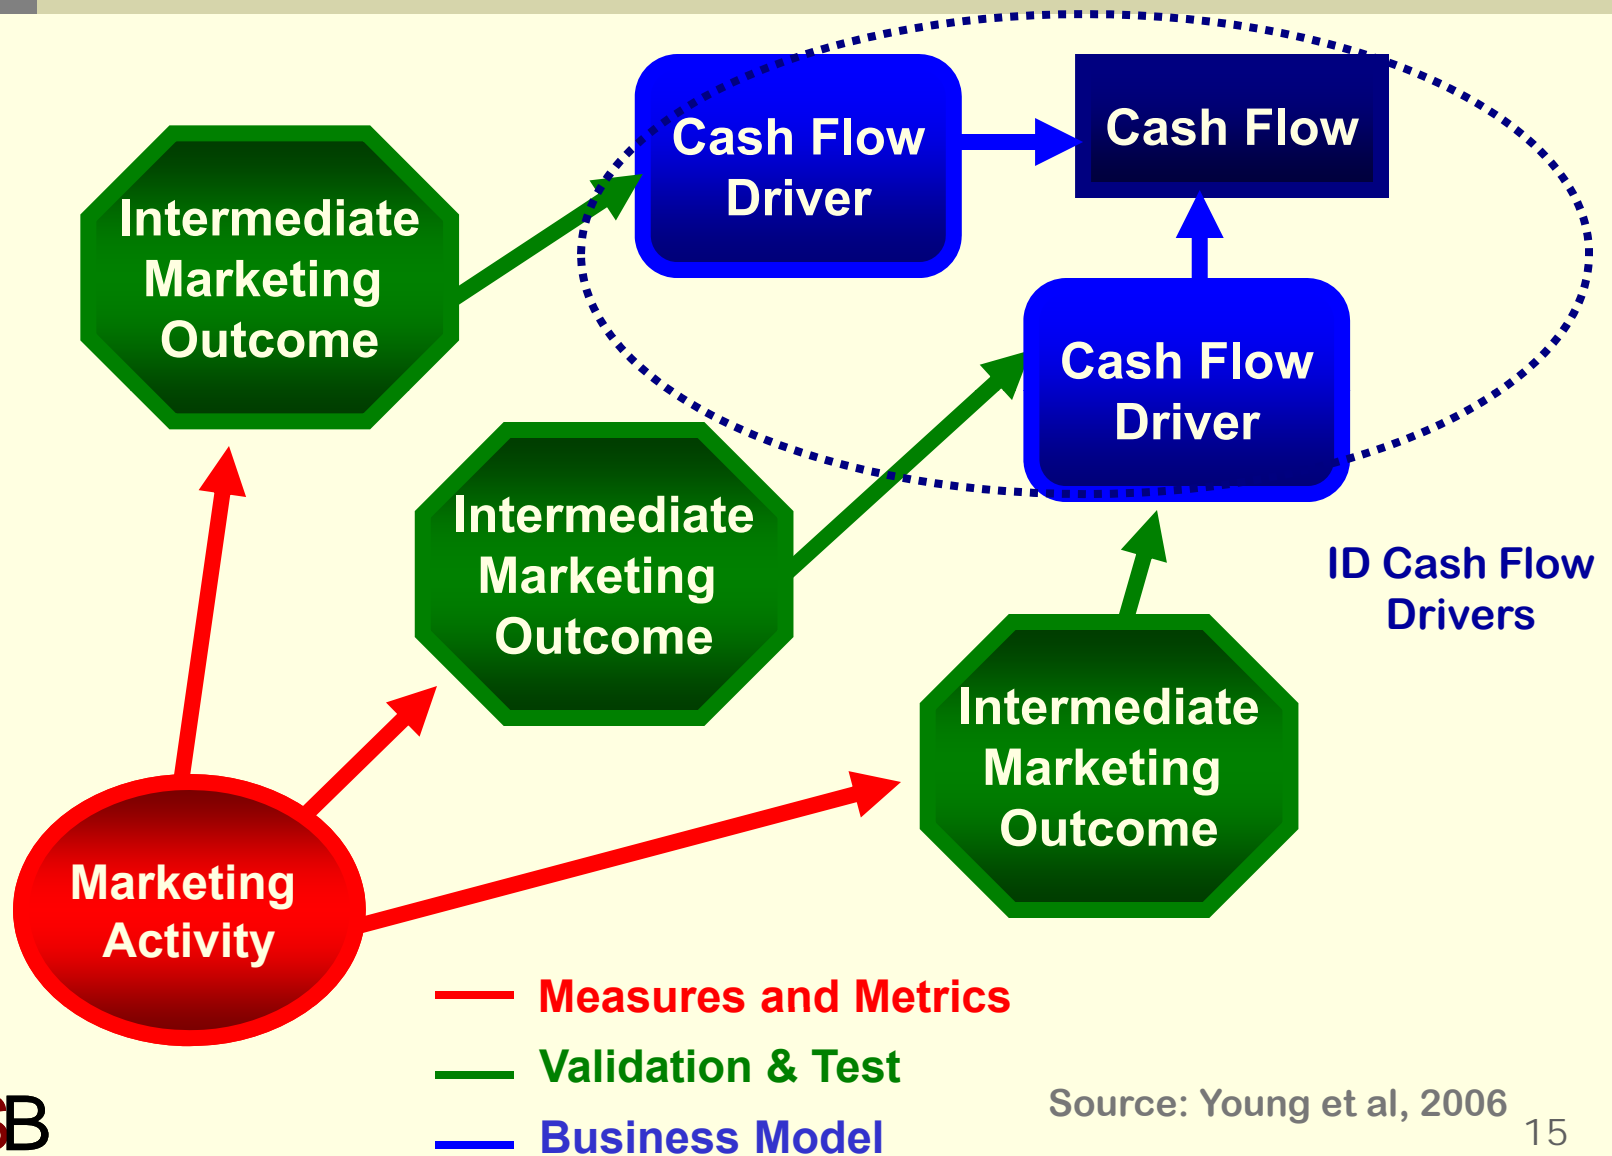 Cash Flow
Driver
Cash Flow
Intermediate
Marketing
Outcome
Cash Flow
Driver
Intermediate
Marketing
Outcome
ID Cash Flow
Drivers
Intermediate
Marketing
Outcome
Marketing
Activity
Measures and Metrics
Validation & Test
Business Model
Source: Young et al, 2006
15
B